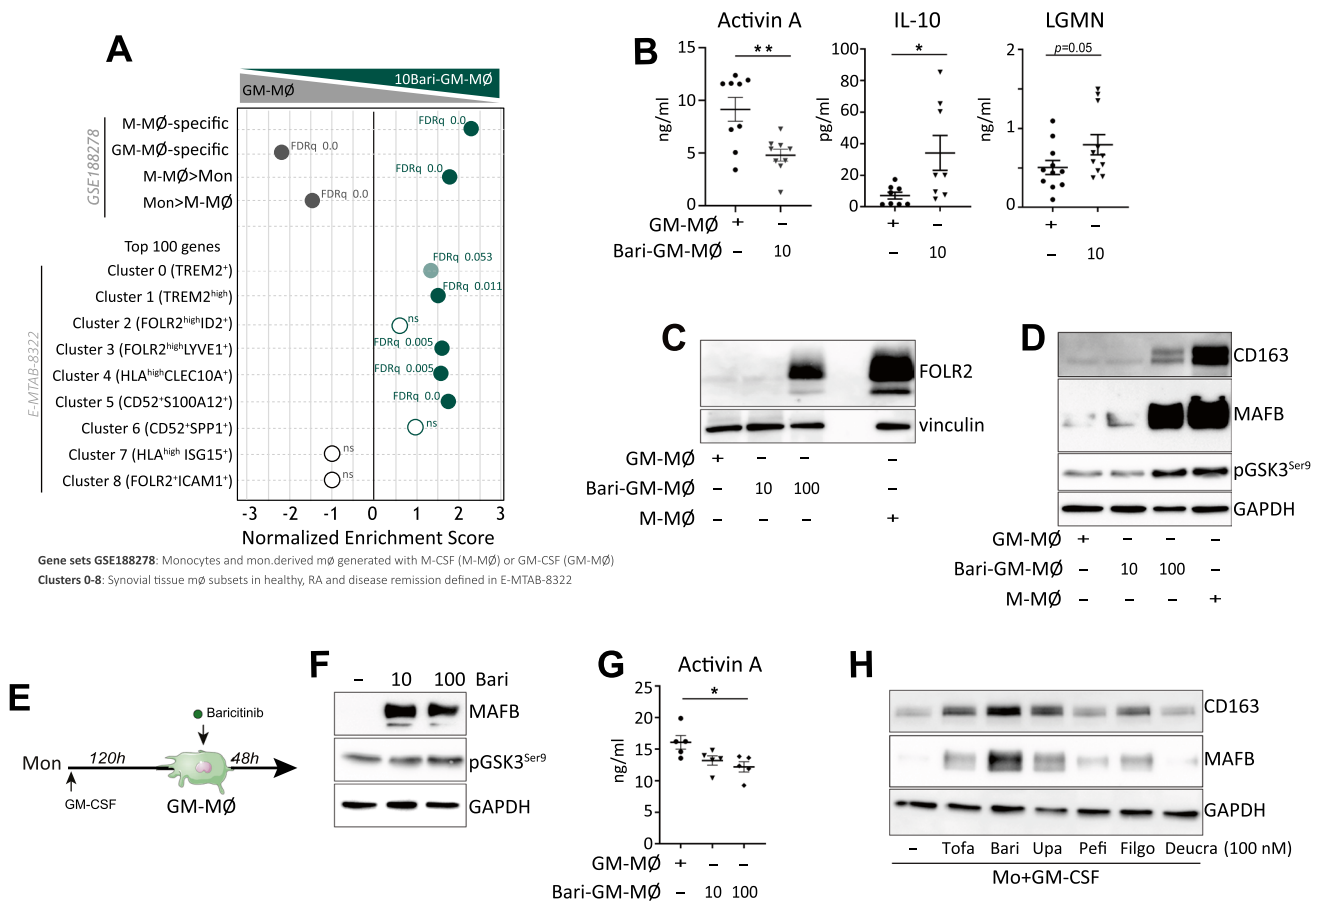 A
10Bari-GM-MØ
GM-MØ
GSE188278
M-MØ-specific
FDRq 0.0
GM-MØ-specific
FDRq 0.0
M-MØ>Mon
FDRq 0.0
Mon>M-MØ
FDRq 0.0
E-MTAB-8322
Top 100 genes
Cluster 0 (TREM2⁺)
FDRq 0.053
Cluster 1 (TREM2ʰⁱᵍʰ)
FDRq 0.011
Cluster 2 (FOLR2ʰⁱᵍʰID2⁺)
ns
Cluster 3 (FOLR2ʰⁱᵍʰLYVE1⁺)
FDRq 0.005
Cluster 4 (HLAʰⁱᵍʰCLEC10A⁺)
FDRq 0.005
Cluster 5 (CD52⁺S100A12⁺)
FDRq 0.0
Cluster 6 (CD52⁺SPP1⁺)
ns
Cluster 7 (HLAʰⁱᵍʰ ISG15⁺)
ns
Cluster 8 (FOLR2⁺ICAM1⁺)
ns
-3 -2 -1 0 1 2 3
Normalized Enrichment Score
Gene sets GSE188278: Monocytes and mon.derived mø generated with M-CSF (M-MØ) or GM-CSF (GM-MØ)
Clusters 0-8: Synovial tissue mø subsets in healthy, RA and disease remission defined in E-MTAB-8322
B
Activin A
**
ng/ml
15
10
5
0
IL-10
*
pg/ml
100
80
60
40
20
0
LGMN
p=0.05
ng/ml
2
1
0
GM-MØ + – + – + –
Bari-GM-MØ – 10 – 10 – 10
C
FOLR2
vinculin
GM-MØ + – – –
Bari-GM-MØ – 10 100 –
M-MØ – – – +
D
CD163
MAFB
pGSK3ˢᵉʳ⁹
GAPDH
GM-MØ + – – –
Bari-GM-MØ – 10 100 –
M-MØ – – – +
E
Baricitinib
Mon 120h 48h
GM-CSF
GM-MØ
F
– 10 100 Bari
MAFB
pGSK3ˢᵉʳ⁹
GAPDH
G
Activin A
*
ng/ml
25
20
15
10
5
0
GM-MØ + – –
Bari-GM-MØ – 10 100
H
CD163
MAFB
GAPDH
– Tofa Bari Upa Pefi Filgo Deucra (100 nM)
Mo+GM-CSF